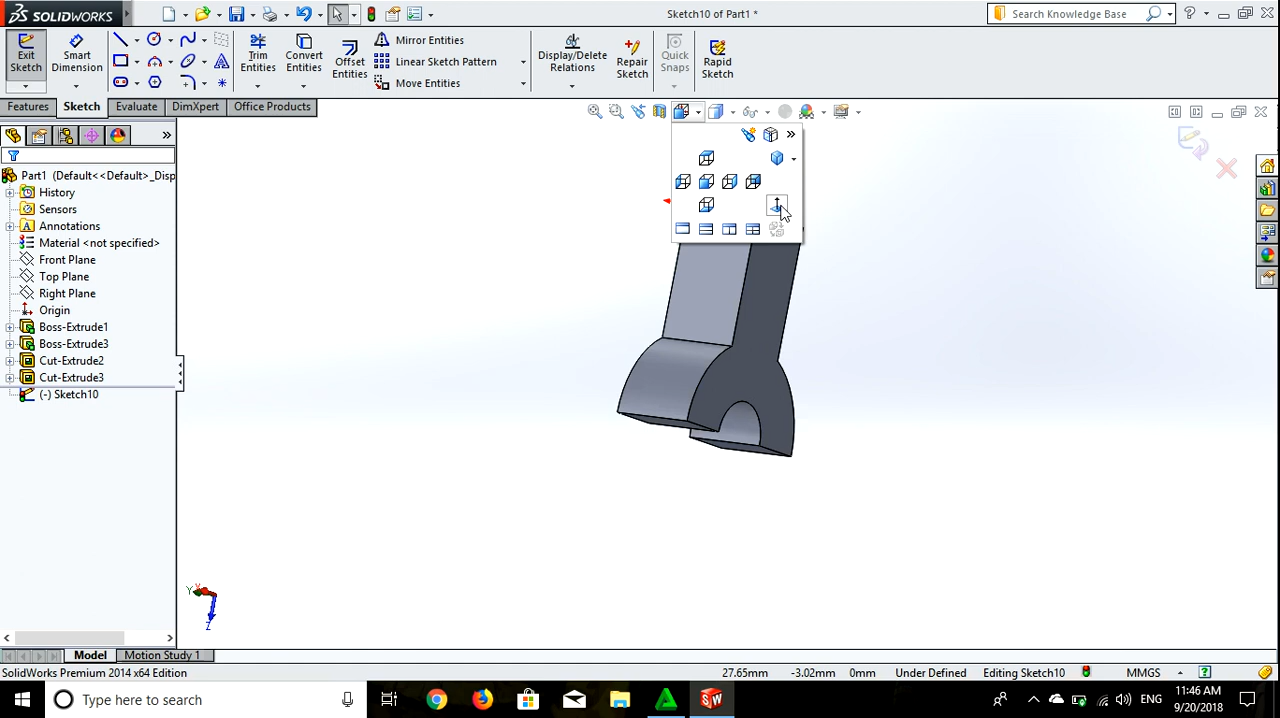 SOLIDWORKS
Sketch10 of Part1 *
Search Knowledge Base
Exit Sketch
Smart Dimension
Trim Entities
Convert Entities
Offset Entities
Mirror Entities
Linear Sketch Pattern
Move Entities
Display/Delete Relations
Repair Sketch
Quick Snaps
Rapid Sketch
Features
Sketch
Evaluate
DimXpert
Office Products
Part1 (Default<<Default>_Disp
History
Sensors
Annotations
Material <not specified>
Front Plane
Top Plane
Right Plane
Origin
Boss-Extrude1
Boss-Extrude3
Cut-Extrude2
Cut-Extrude3
(-) Sketch10
Y X
Z
Model
Motion Study 1
SolidWorks Premium 2014 x64 Edition
27.65mm
-3.02mm
0mm
Under Defined
Editing Sketch10
MMGS
Type here to search
SW
ENG
11:46 AM
9/20/2018